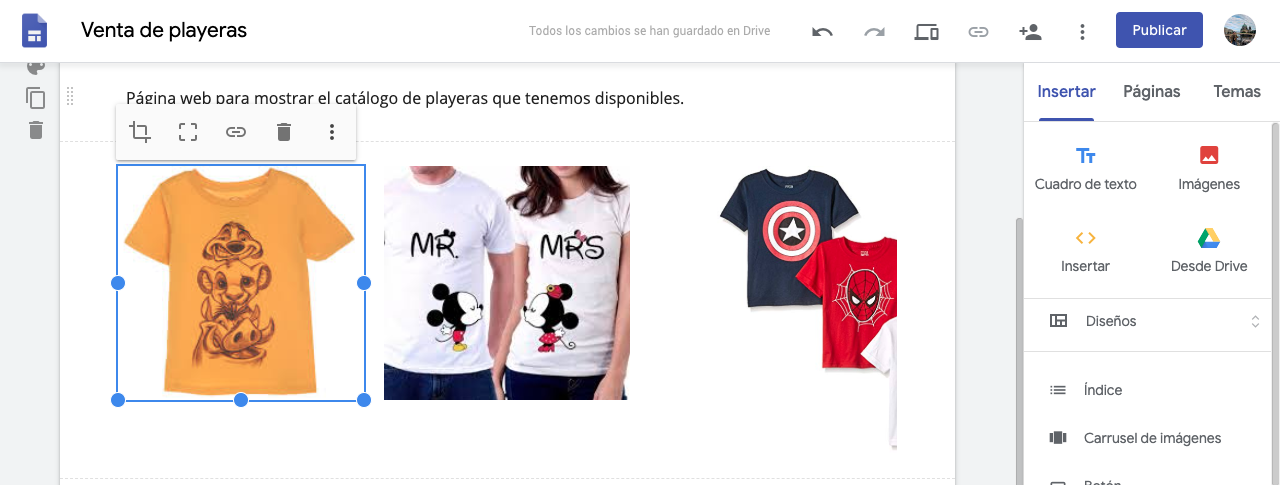 Venta de playeras
Todos los cambios se han guardado en Drive
Publicar
Insertar
Páginas
Temas
Página web para mostrar el catálogo de playeras que tenemos disponibles.
Cuadro de texto
Imágenes
MR.
MRS
Insertar
Desde Drive
Diseños
Índice
Carrusel de imágenes
Botón